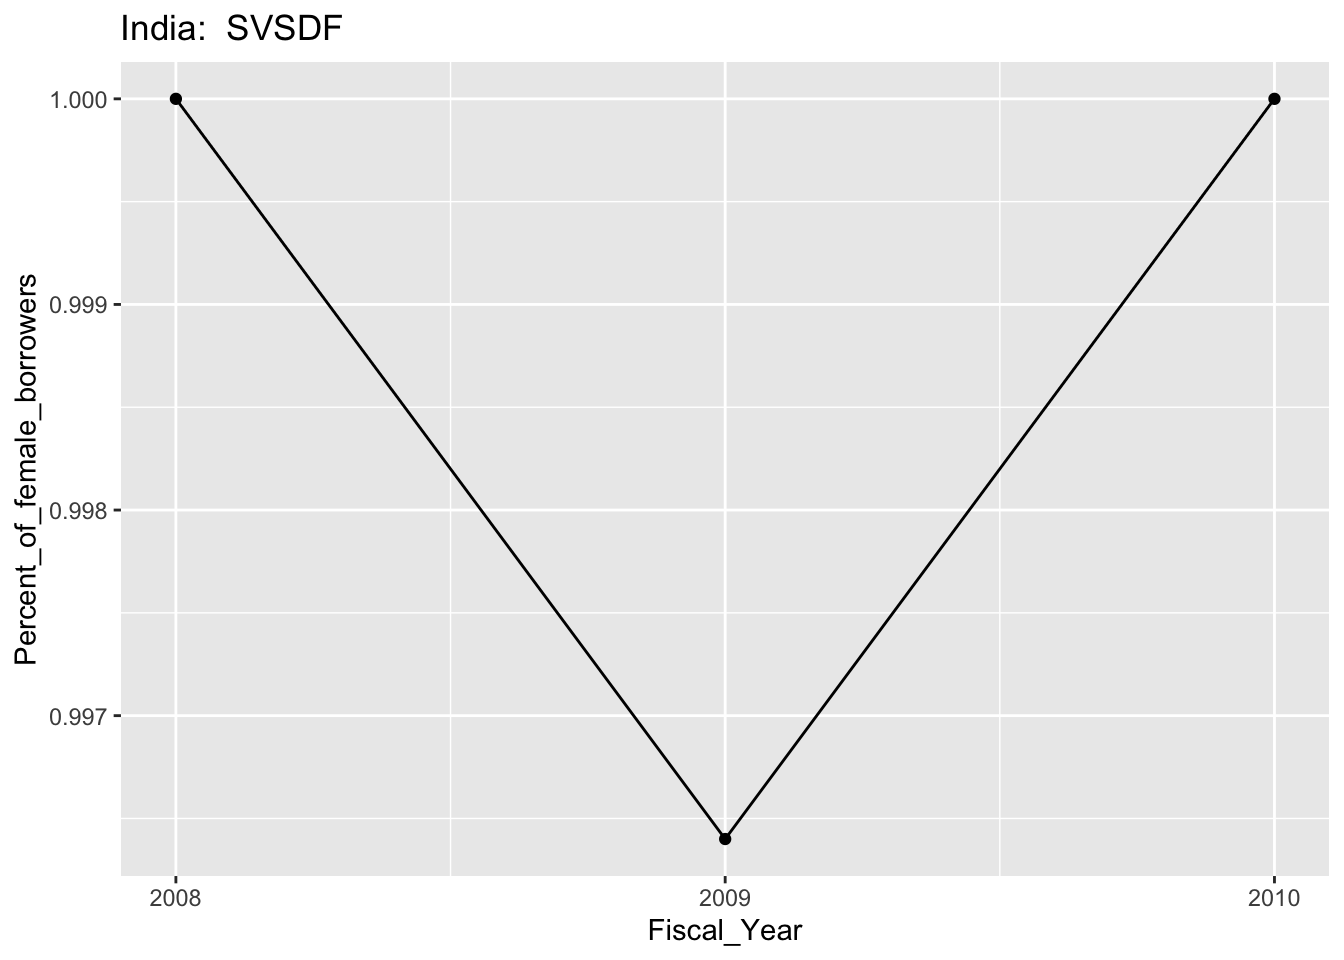 India:  SVSDF
Percent_of_female_borrowers
1.000
0.999
0.998
0.997
2008 2009 2010
Fiscal_Year